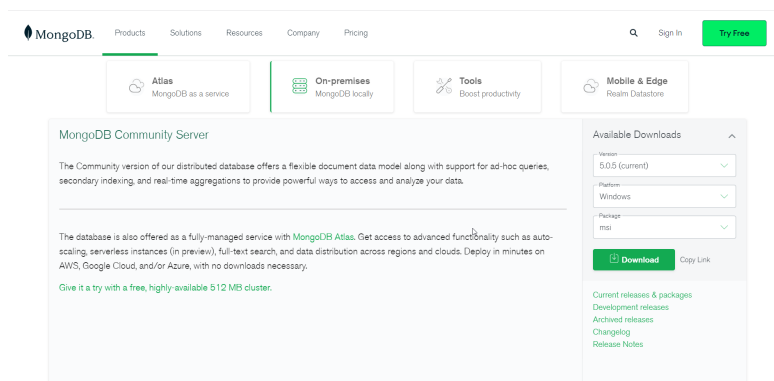 MongoDB. Products Solutions Resources Company Pricing Sign In Try Free
Atlas
MongoDB as a service
On-premises
MongoDB locally
Tools
Boost productivity
Mobile & Edge
Realm Datastore
MongoDB Community Server
The Community version of our distributed database offers a flexible document data model along with support for ad-hoc queries,
secondary indexing, and real-time aggregations to provide powerful ways to access and analyze your data.
The database is also offered as a fully-managed service with MongoDB Atlas. Get access to advanced functionality such as auto-
scaling, serverless instances (in preview), full-text search, and data distribution across regions and clouds. Deploy in minutes on
AWS, Google Cloud, and/or Azure, with no downloads necessary.
Give it a try with a free, highly-available 512 MB cluster.
Available Downloads
Version
5.0.5 (current)
Platform
Windows
Package
msi
Download Copy Link
Current releases & packages
Development releases
Archived releases
Changelog
Release Notes